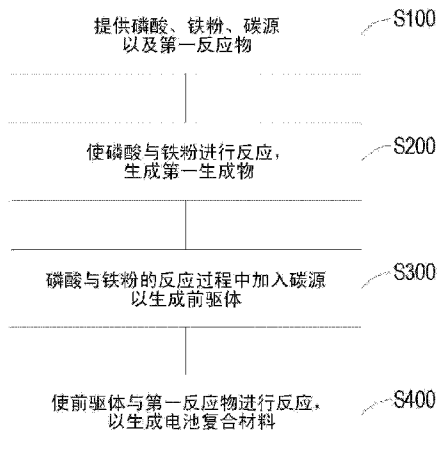 提供磷酸、铁粉、碳源
以及第一反应物
S100
使磷酸与铁粉进行反应，
生成第一生成物
S200
磷酸与铁粉的反应过程中加入碳源
以生成前驱体
S300
使前驱体与第一反应物进行反应，
以生成电池复合材料
S400